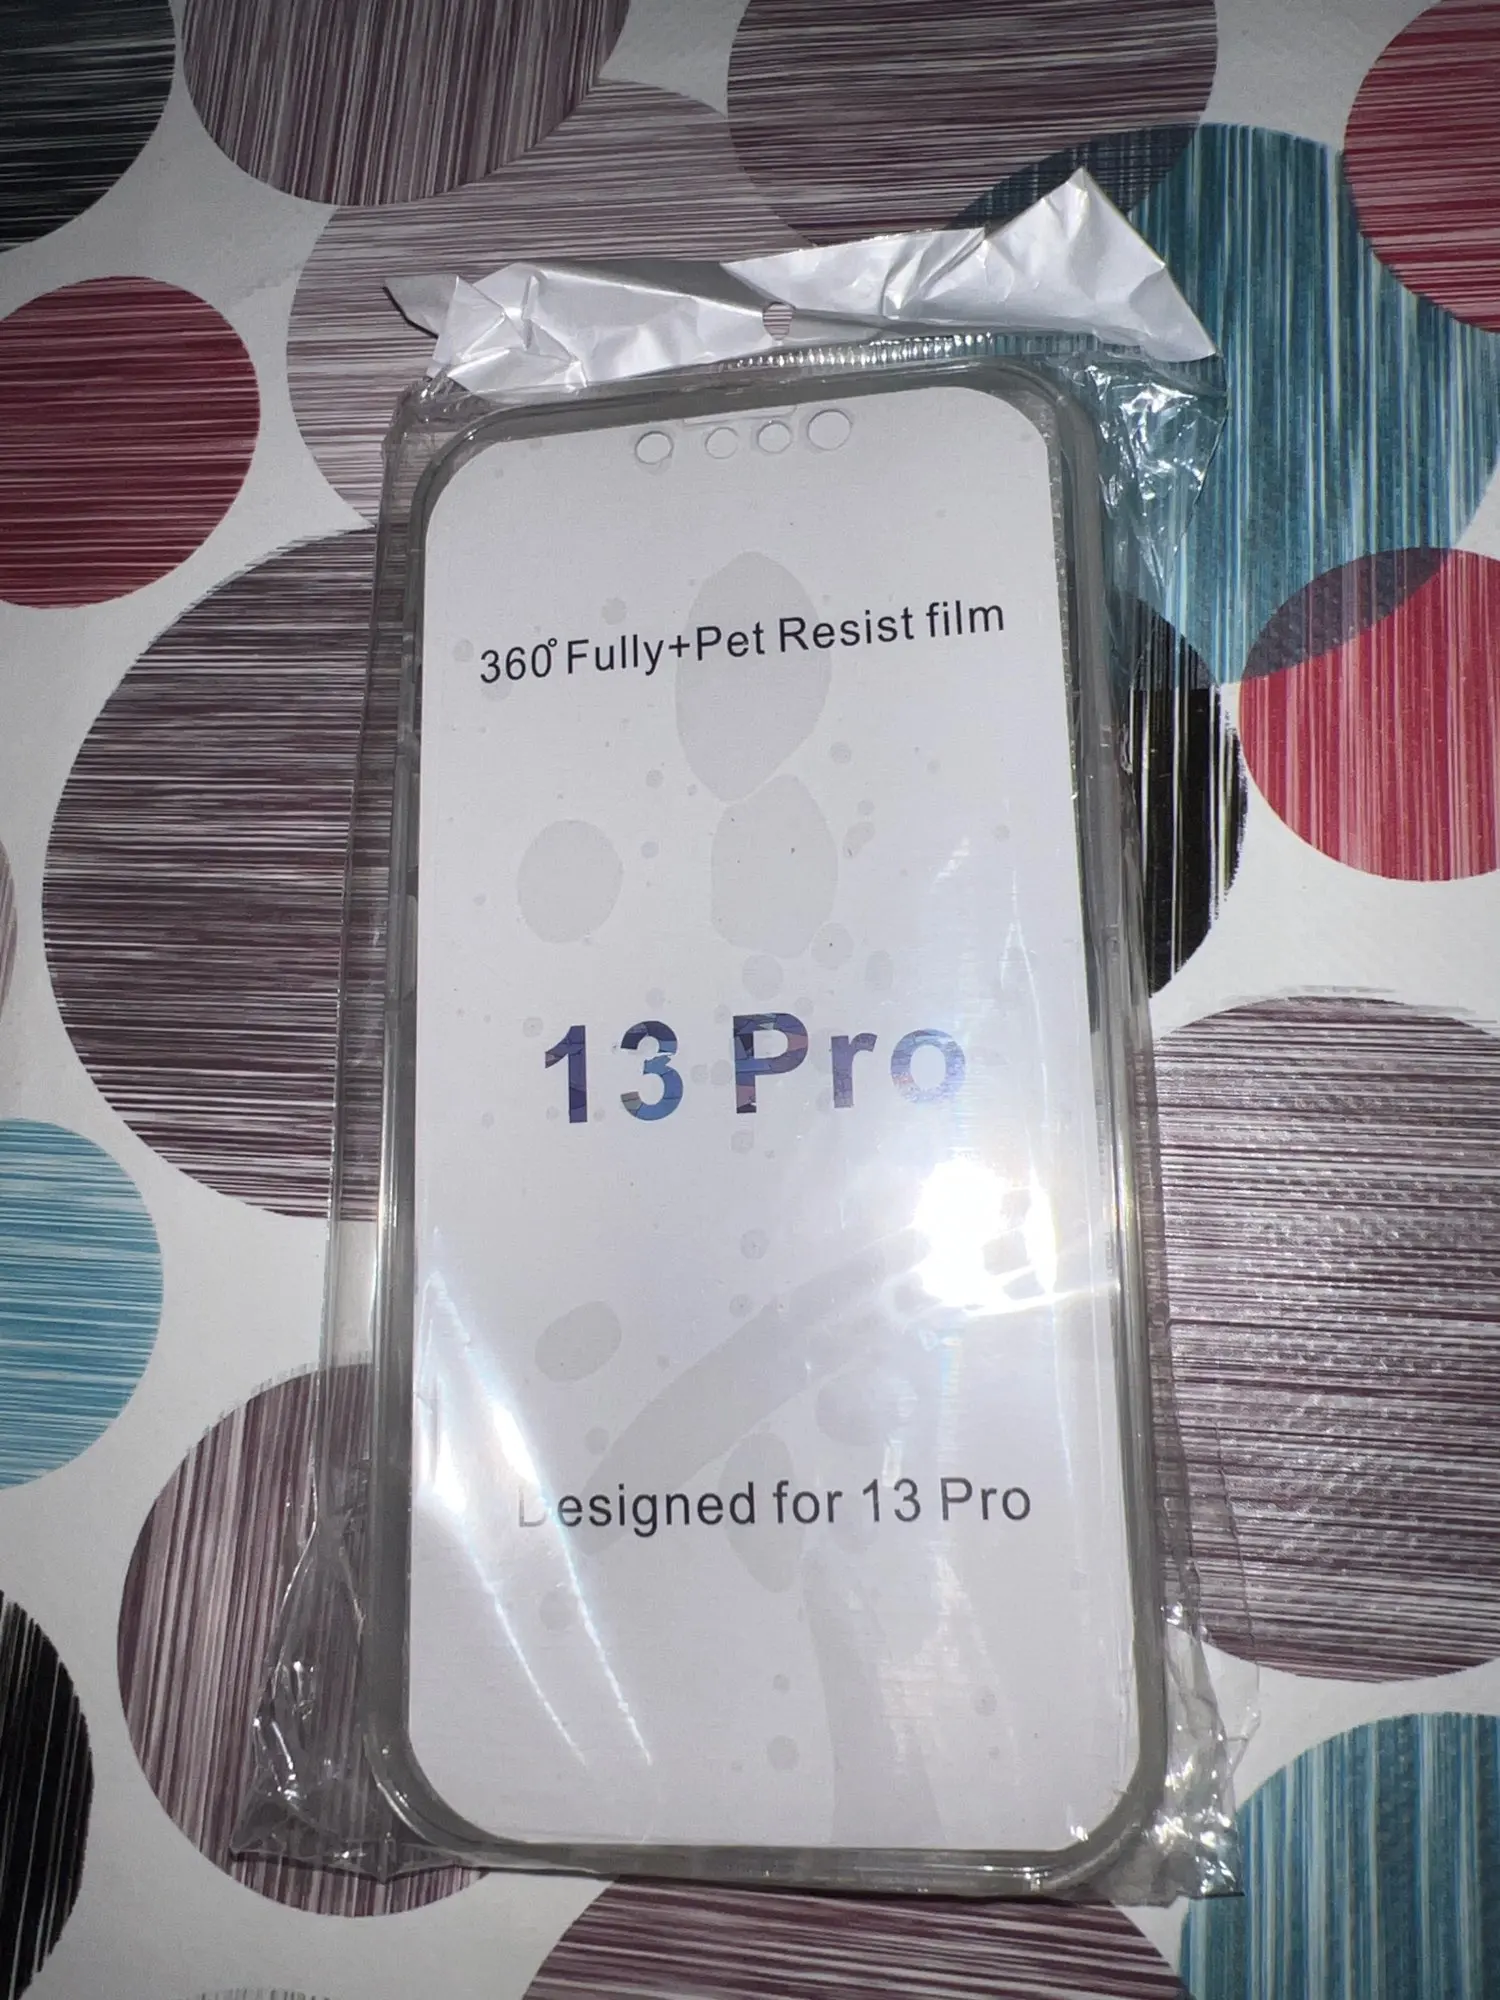 360° Fully+Pet Resist film
13 Pro
Designed for 13 Pro